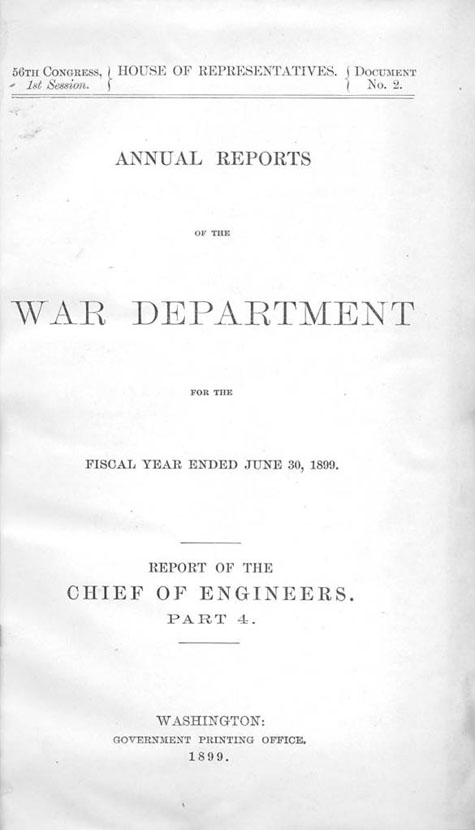 56TH CONGRESS, } HOUSE OF REPRESENTATIVES. { DOCUMENT
1st Session. } { No. 2.
ANNUAL REPORTS
OF THE
WAR DEPARTMENT
FOR THE
FISCAL YEAR ENDED JUNE 30, 1899.
REPORT OF THE
CHIEF OF ENGINEERS.
PART 4.
WASHINGTON:
GOVERNMENT PRINTING OFFICE.
1899.